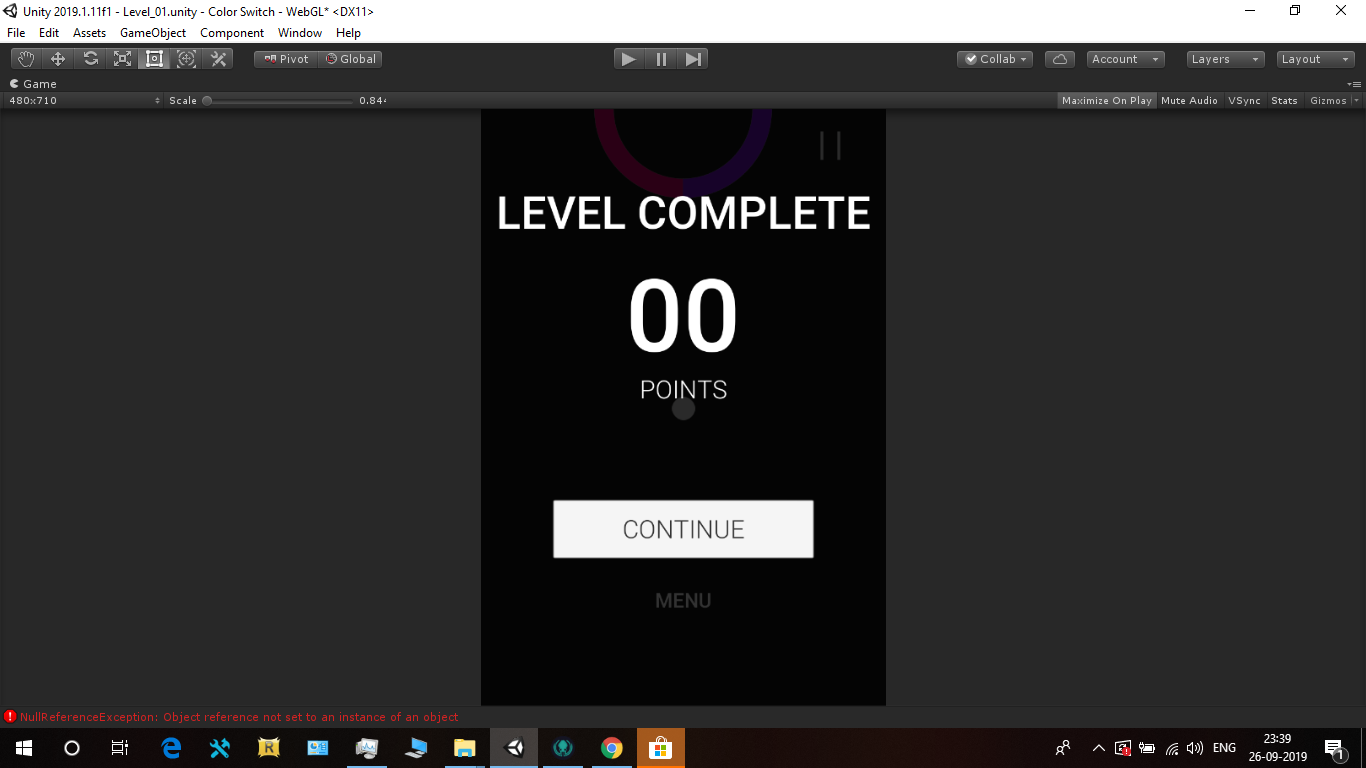 Unity 2019.1.11f1 - Level_01.unity - Color Switch - WebGL* <DX11>
File Edit Assets GameObject Component Window Help
Pivot Global Collab Account Layers Layout
Game
480x710 Scale 0.844 Maximize On Play Mute Audio VSync Stats Gizmos
LEVEL COMPLETE
00
POINTS
CONTINUE
MENU
NullReferenceException: Object reference not set to an instance of an object
ENG
23:39
26-09-2019
1